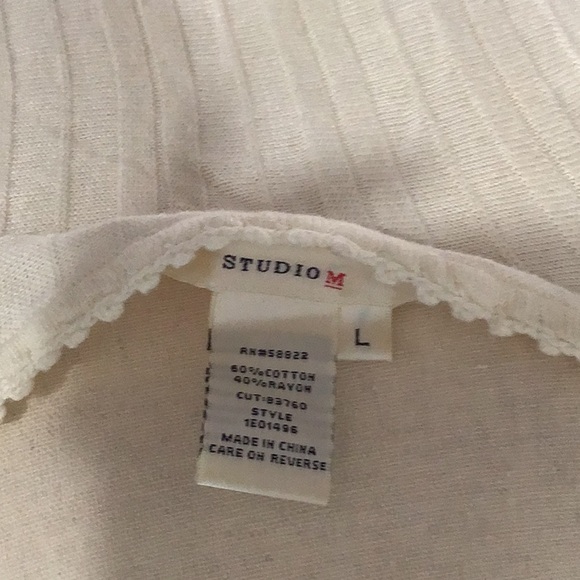 STUDIO M
L
RN#58822
60%COTTON
40%RAYON
CUT:83760
STYLE
1E01496
MADE IN CHINA
CARE ON REVERSE